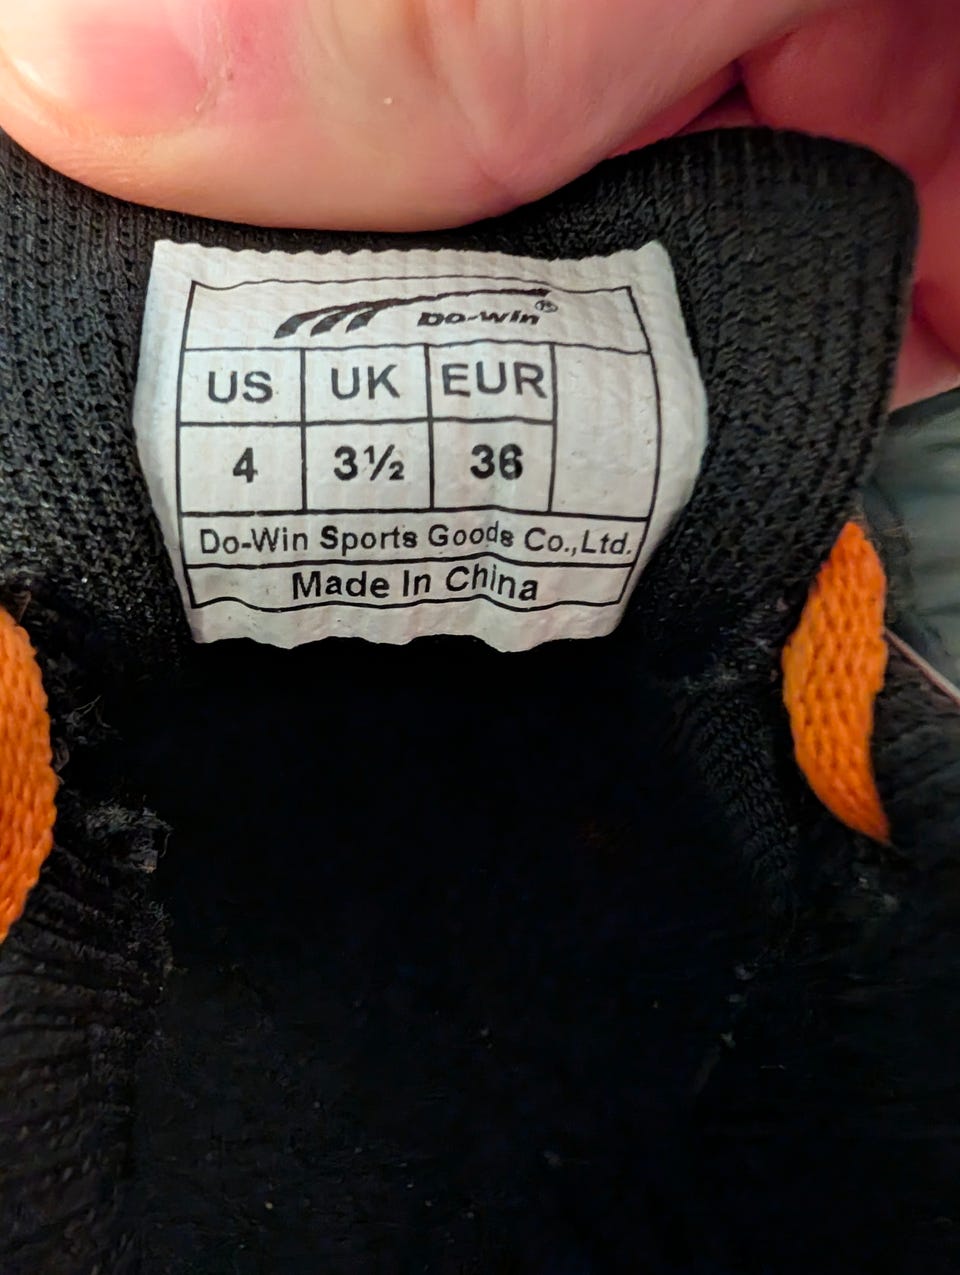 Do-win®
US UK EUR
4 3½ 36
Do-Win Sports Goods Co.,Ltd.
Made In China